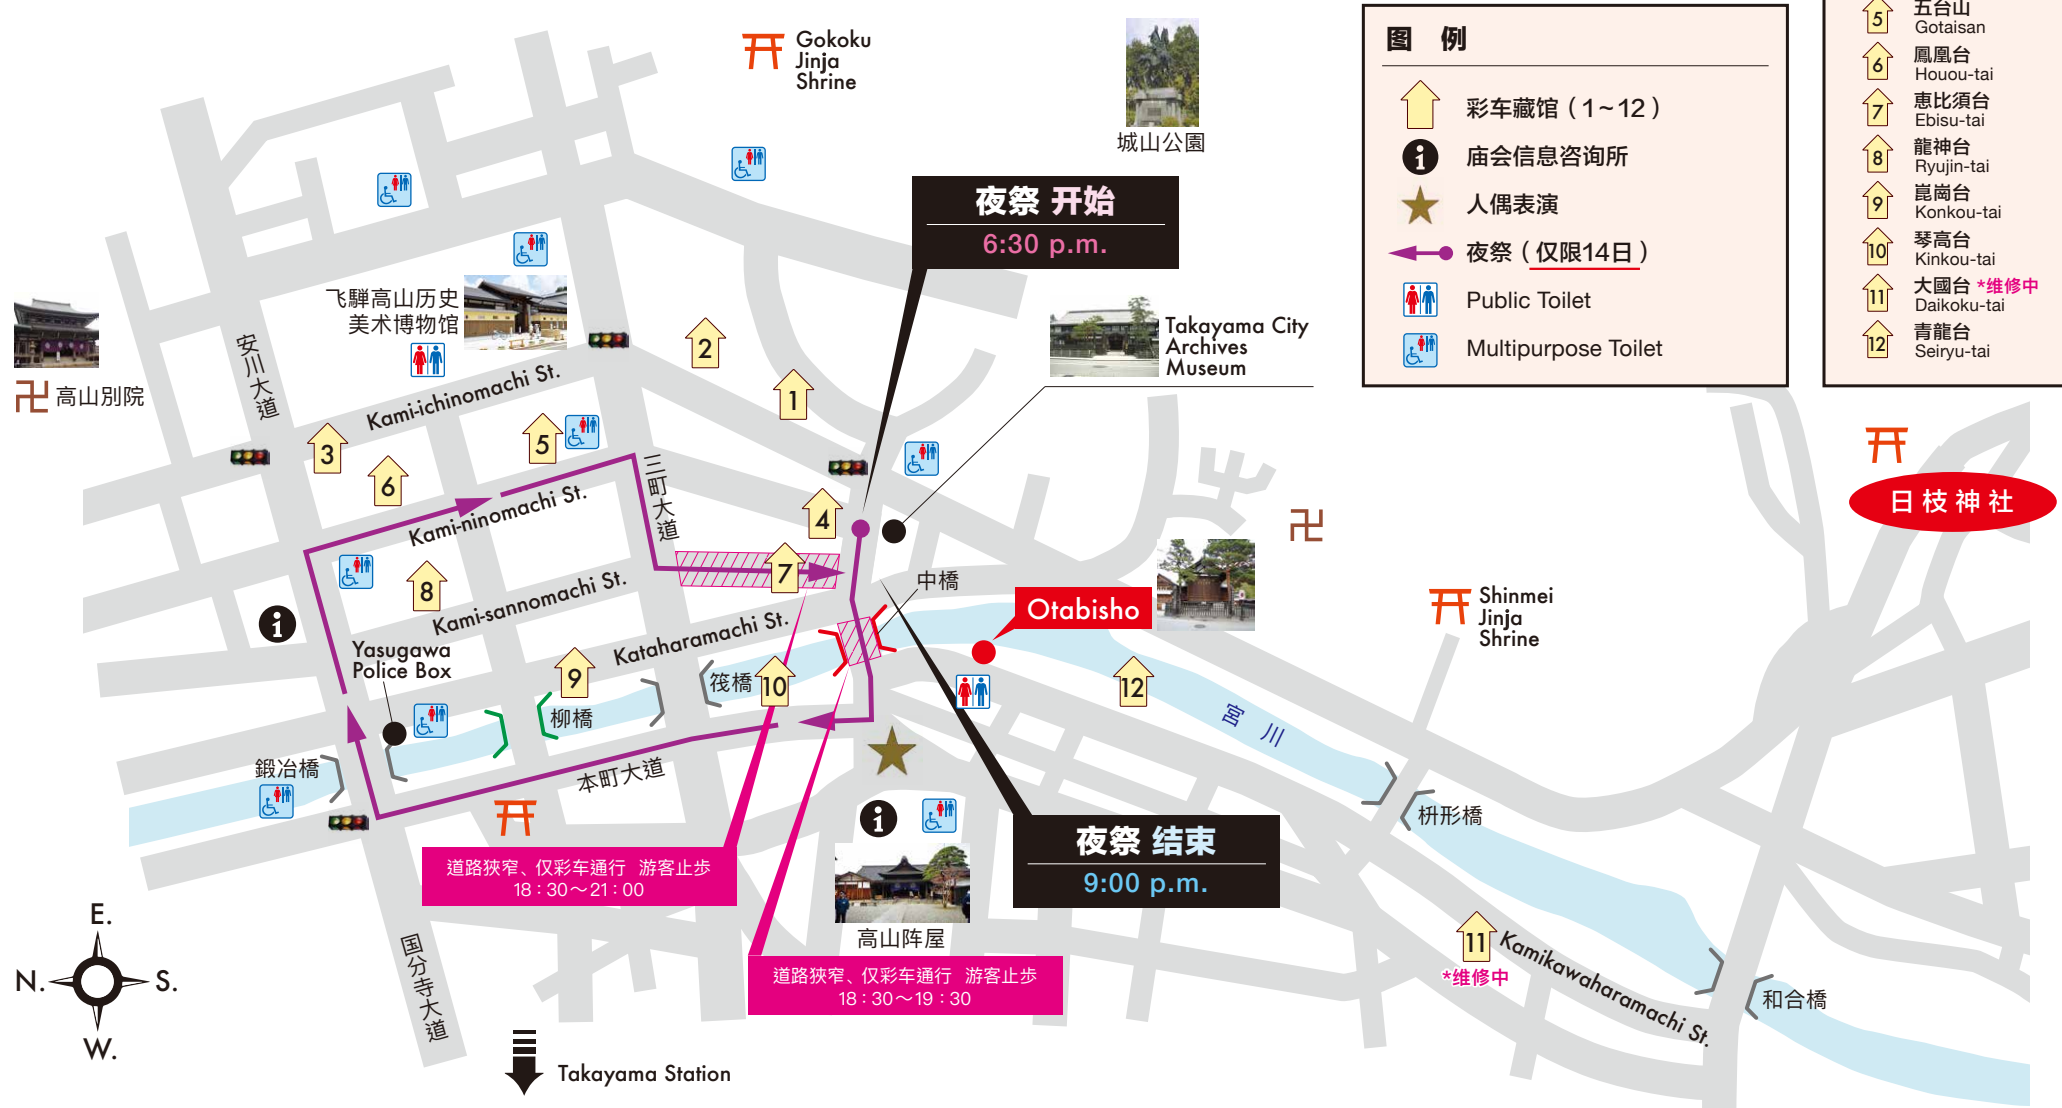 Gokoku
Jinja
Shrine
城山公園
图 例
彩车藏馆（1~12）
i
庙会信息咨询所
人偶表演
夜祭（仅限14日）
Public Toilet
Multipurpose Toilet
5 五台山
Gotaisan
6 鳳凰台
Houou-tai
7 恵比須台
Ebisu-tai
8 龍神台
Ryujin-tai
9 崑崗台
Konkou-tai
10 琴高台
Kinkou-tai
11 大國台 *维修中
Daikoku-tai
12 青龍台
Seiryu-tai
夜祭 开始
6:30 p.m.
飞騨高山历史
美术博物馆
卍 高山別院
安川大道
Takayama City
Archives
Museum
2
1
Kami-ichinomachi St.
3
5
6
三町大道
Kami-ninomachi St.
4
7
8
Kami-sannomachi St.
中橋
Otabisho
卍
日枝神社
Shinmei
Jinja
Shrine
i
Yasugawa
Police Box
Kataharamachi St.
9
筏橋
10
12
柳橋
宮川
鍛冶橋
本町大道
枡形橋
i
夜祭 结束
9:00 p.m.
道路狹窄、仅彩车通行 游客止步
18：30～21：00
高山阵屋
道路狹窄、仅彩车通行 游客止步
18：30～19：30
国分寺大道
11
*维修中
Kamikawaharamachi St.
和合橋
E.
N.
S.
W.
Takayama Station